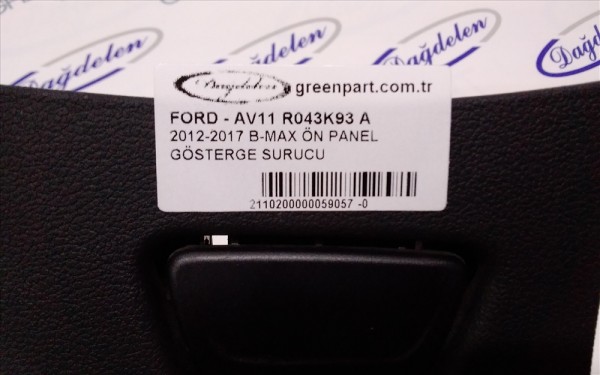 Dağdelen
Dağdelen
Dağdelen greenpart.com.tr
FORD - AV11 R043K93 A
2012-2017 B-MAX ÖN PANEL
GÖSTERGE SURUCU
2110200000059057 -0